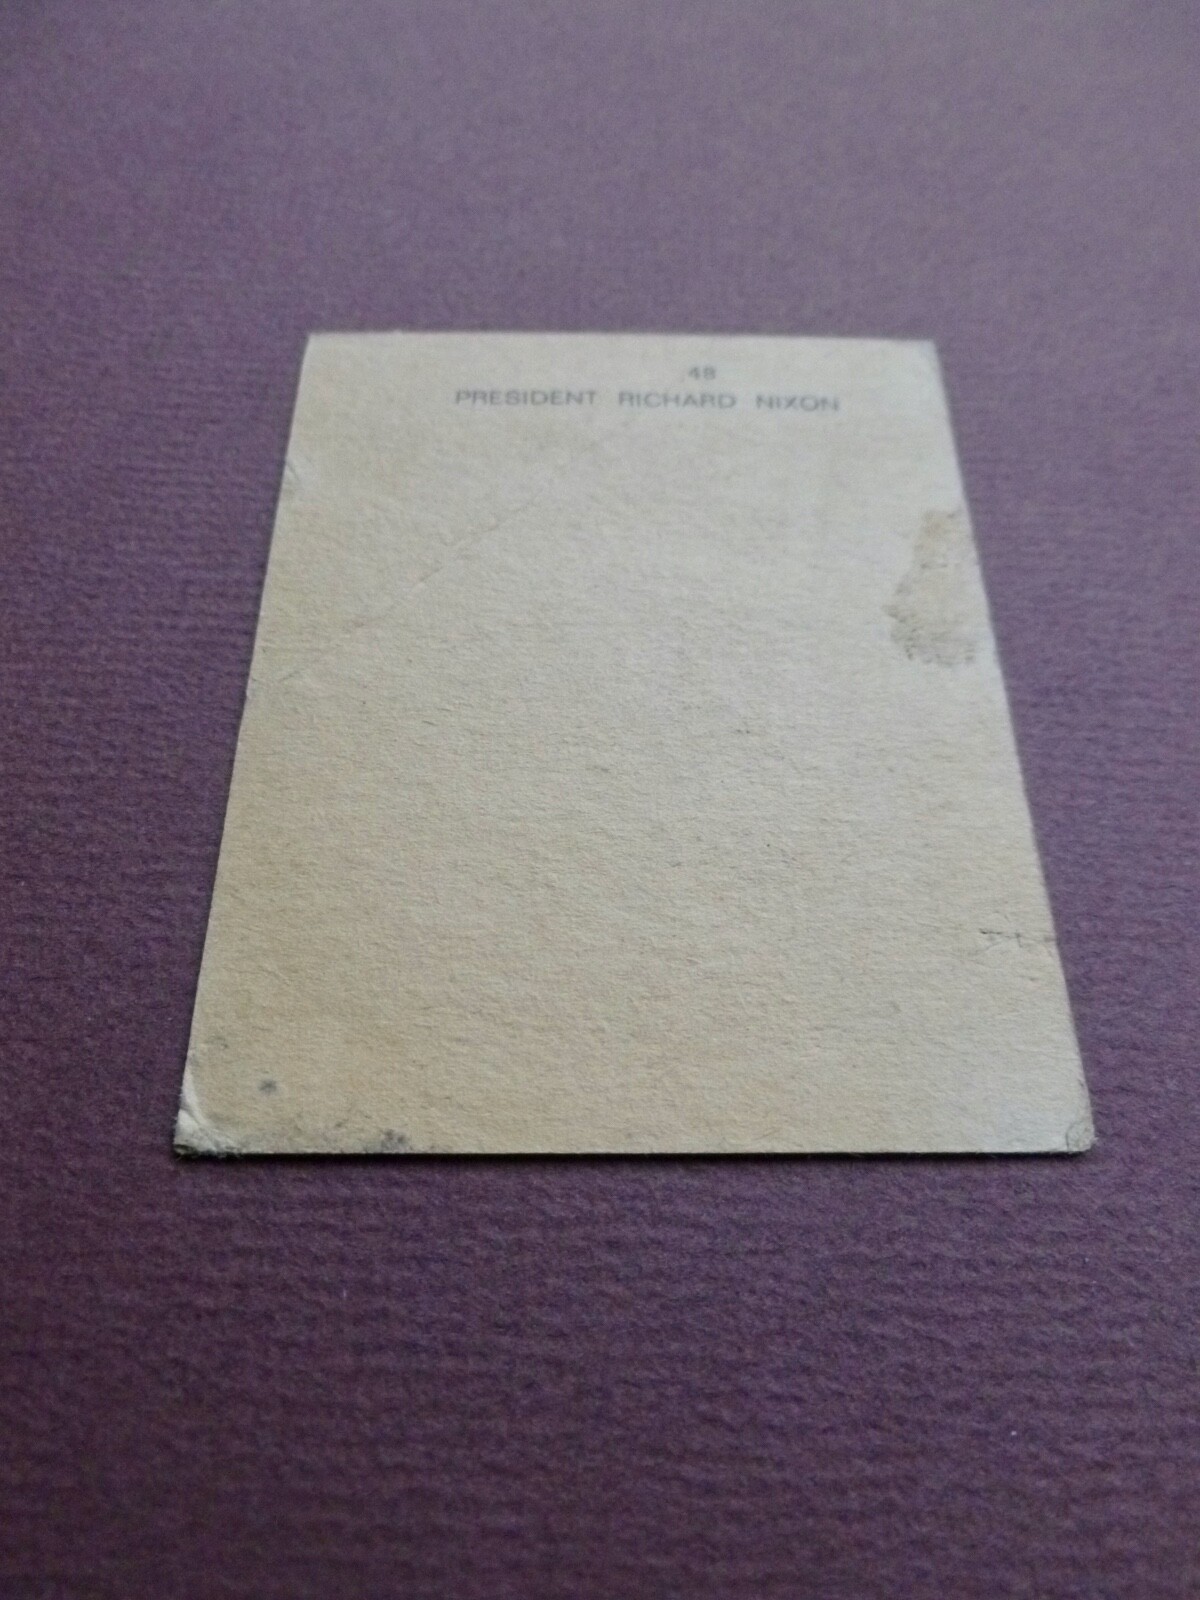 48
PRESIDENT RICHARD NIXON